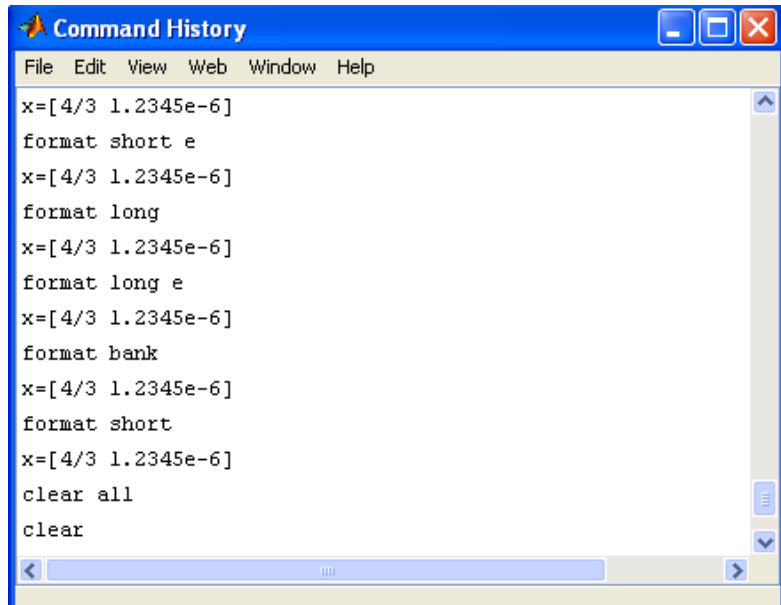 Command History
File Edit View Web Window Help
x=[4/3 1.2345e-6]
format short e
x=[4/3 1.2345e-6]
format long
x=[4/3 1.2345e-6]
format long e
x=[4/3 1.2345e-6]
format bank
x=[4/3 1.2345e-6]
format short
x=[4/3 1.2345e-6]
clear all
clear